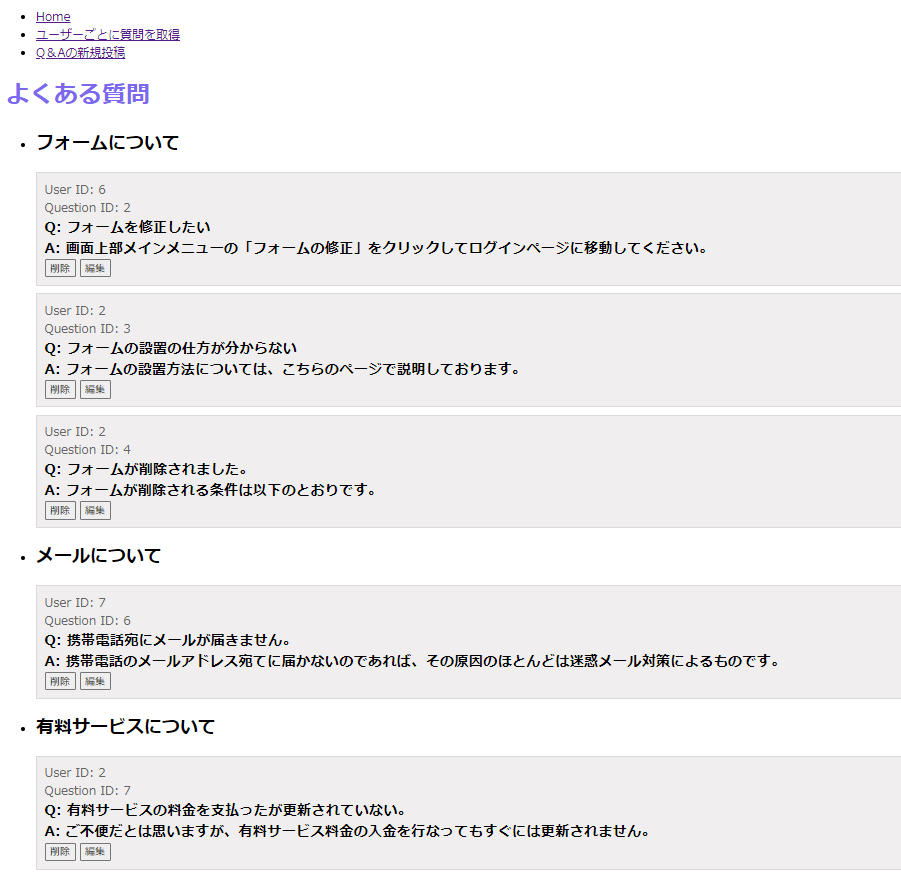 Home
ユーザーごとに質問を取得
Q&Aの新規投稿
よくある質問
フォームについて
User ID: 6
Question ID: 2
Q: フォームを修正したい
A: 画面上部メインメニューの「フォームの修正」をクリックしてログインページに移動してください。
削除 編集
User ID: 2
Question ID: 3
Q: フォームの設置の仕方が分からない
A: フォームの設置方法については、こちらのページで説明しております。
削除 編集
User ID: 2
Question ID: 4
Q: フォームが削除されました。
A: フォームが削除される条件は以下のとおりです。
削除 編集
メールについて
User ID: 7
Question ID: 6
Q: 携帯電話宛にメールが届きません。
A: 携帯電話のメールアドレス宛てに届かないのであれば、その原因のほとんどは迷惑メール対策によるものです。
削除 編集
有料サービスについて
User ID: 2
Question ID: 7
Q: 有料サービスの料金を支払ったが更新されていない。
A: ご不便だとは思いますが、有料サービス料金の入金を行なってもすぐには更新されません。
削除 編集